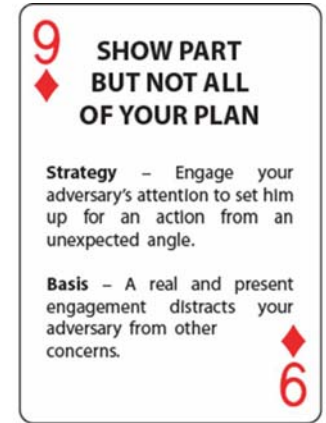 9
SHOW PART
BUT NOT ALL
OF YOUR PLAN
Strategy – Engage your
adversary's attention to set him
up for an action from an
unexpected angle.
Basis – A real and present
engagement distracts your
adversary from other
concerns.
9